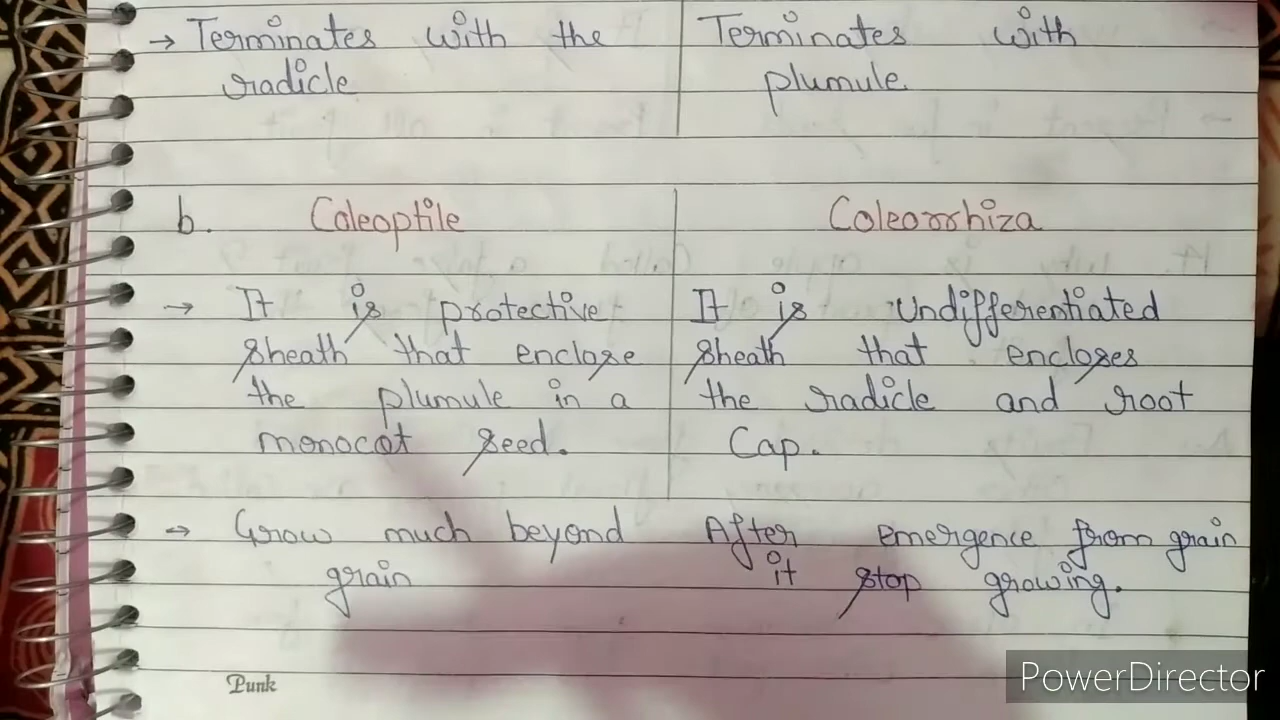 → Terminates with the Terminates with
radicle plumule
b. Coleoptile Coleorrhiza
→ It is protective It is Undifferentiated
sheath that enclose sheath that encloses
the plumule in a the radicle and root
monocot seed. Cap.
→ Grow much beyond After emergence from grain
grain it stop growing.
Punk
PowerDirector